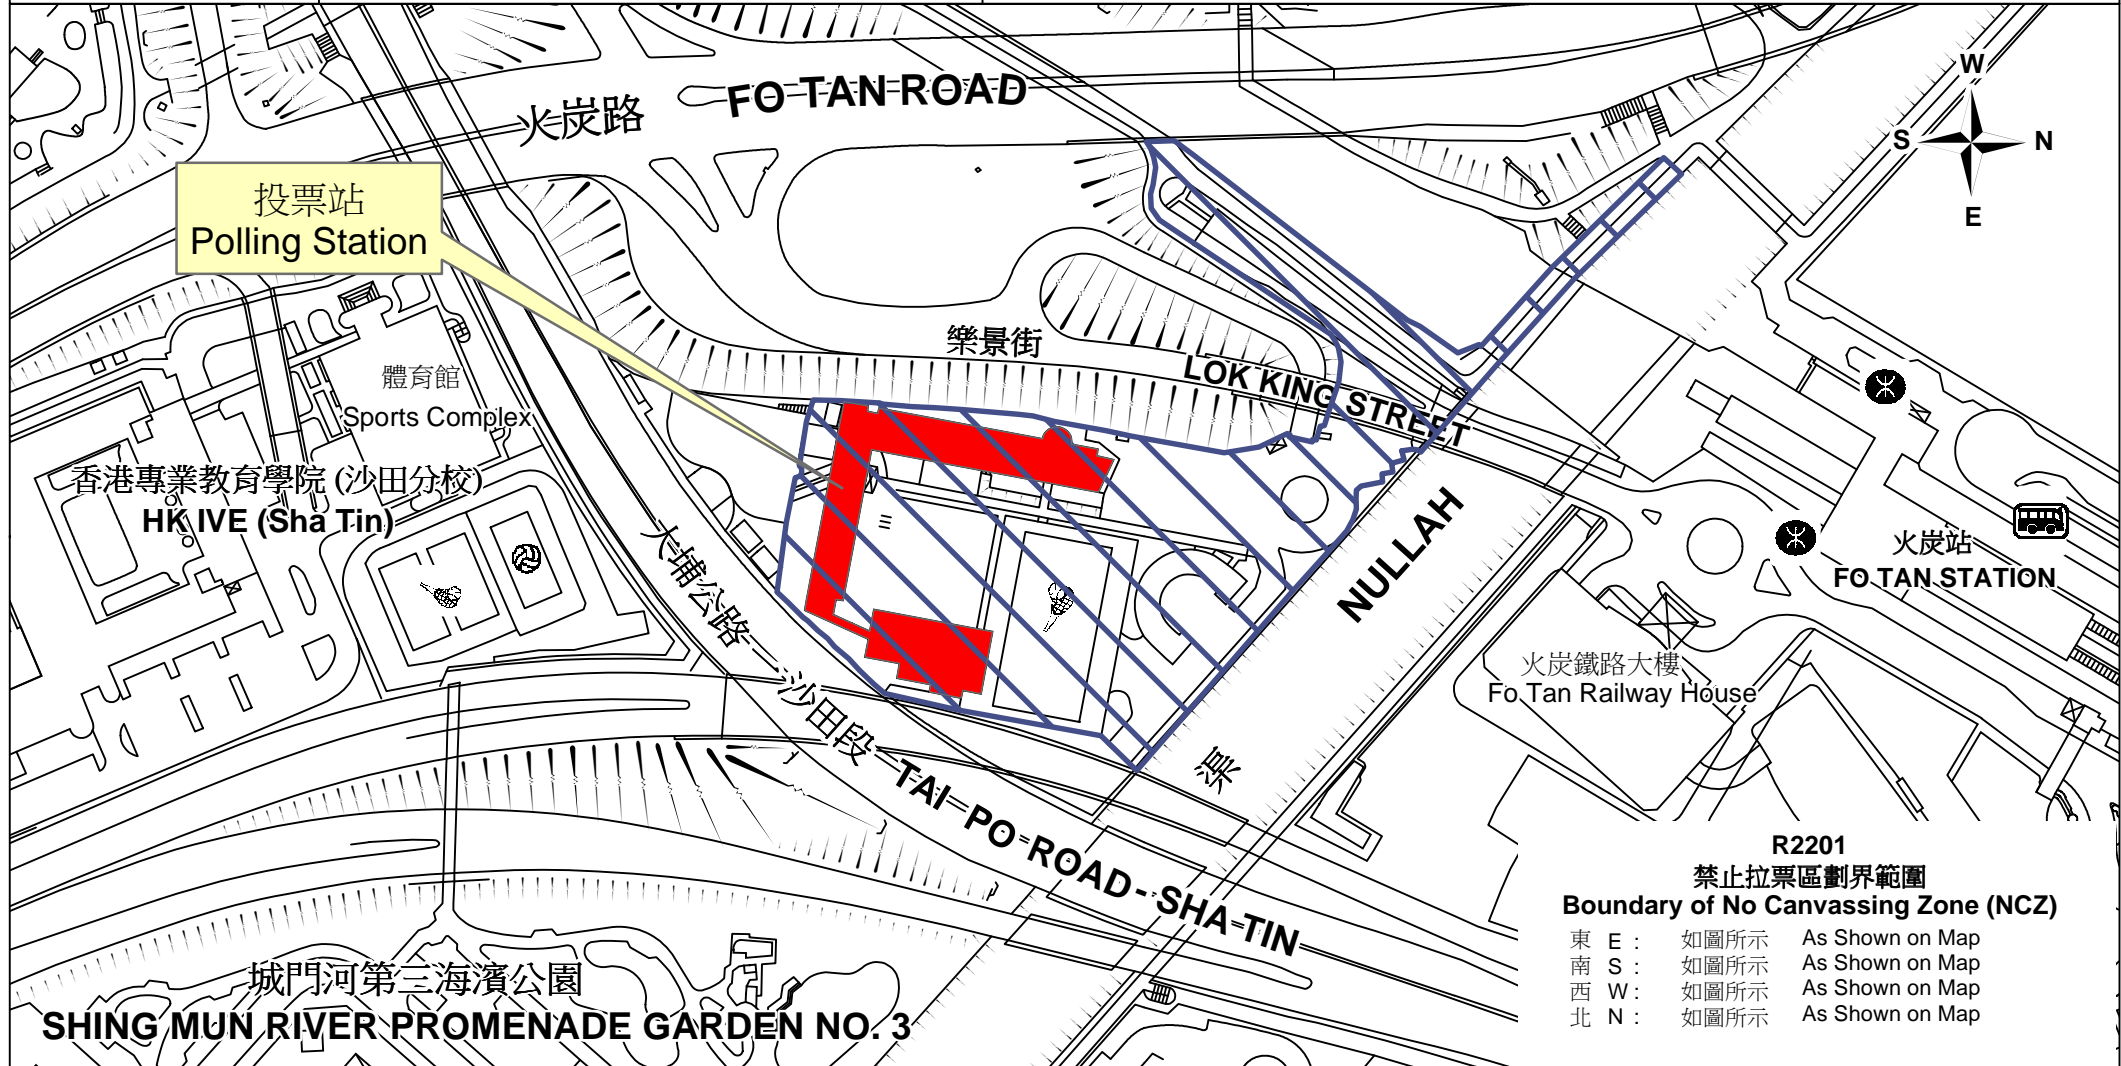 火炭路
FO TAN ROAD
W
S
N
E
投票站
Polling Station
樂景街
LOK KING STREET
體育館
Sports Complex
香港專業教育學院 (沙田分校)
HK IVE (Sha Tin)
大埔公路 — 沙田段
TAI PO ROAD - SHA TIN
NULLAH
渠
火炭站
FO TAN STATION
火炭鐵路大樓
Fo Tan Railway House
城門河第三海濱公園
SHING MUN RIVER PROMENADE GARDEN NO. 3
R2201
禁止拉票區劃界範圍
Boundary of No Canvassing Zone (NCZ)
東 E : 如圖所示 As Shown on Map
南 S : 如圖所示 As Shown on Map
西 W : 如圖所示 As Shown on Map
北 N : 如圖所示 As Shown on Map